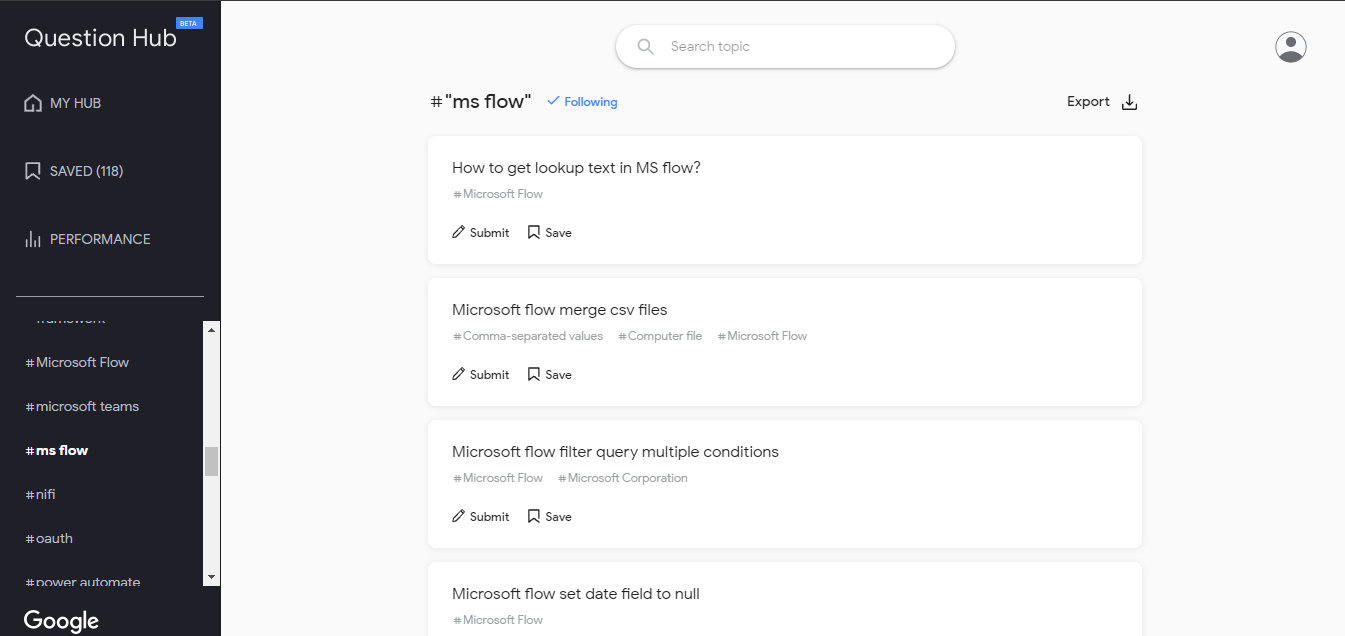 Question Hub BETA
MY HUB
SAVED (118)
PERFORMANCE
framework
#Microsoft Flow
#microsoft teams
#ms flow
#nifi
#oauth
#power automate
Google
Search topic
#"ms flow" Following
Export
How to get lookup text in MS flow?
#Microsoft Flow
Submit Save
Microsoft flow merge csv files
#Comma-separated values #Computer file #Microsoft Flow
Submit Save
Microsoft flow filter query multiple conditions
#Microsoft Flow #Microsoft Corporation
Submit Save
Microsoft flow set date field to null
#Microsoft Flow